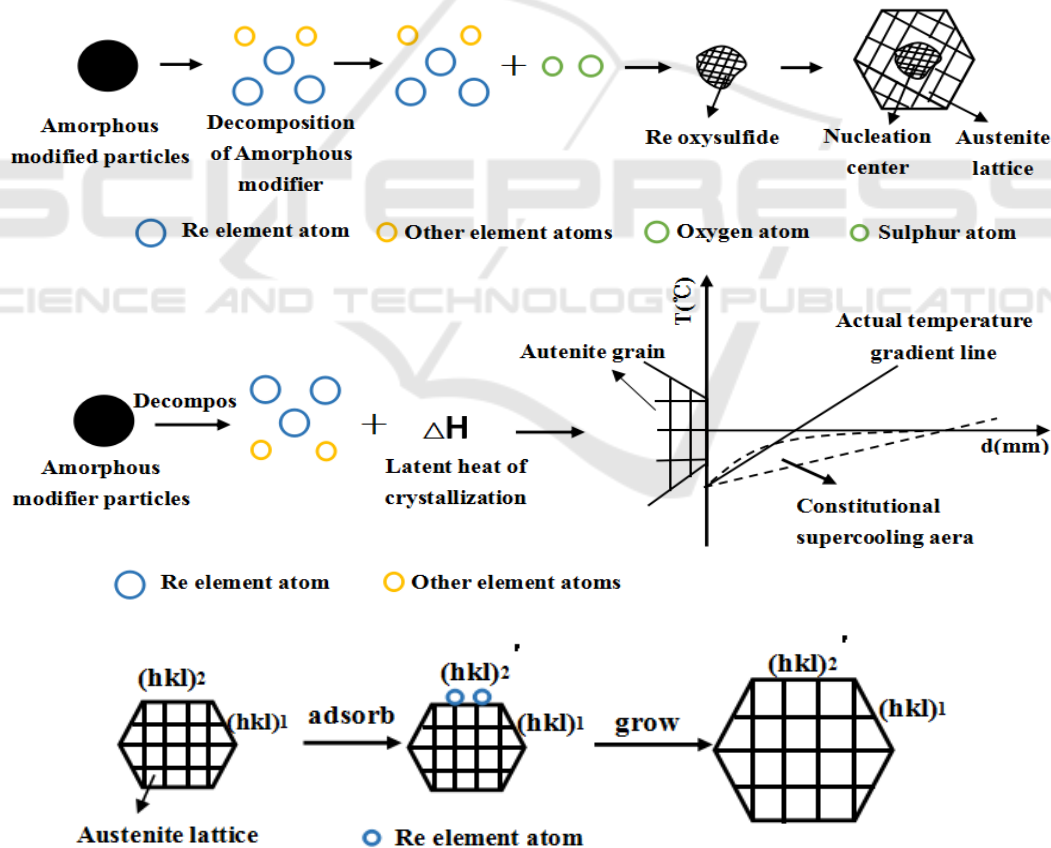 Amorphous
modified particles
Decomposition
of Amorphous
modifier
+
Re oxysulfide
Nucleation
center
Austenite
lattice
SCITEPRESS
Re element atom
Other element atoms
Oxygen atom
Sulphur atom
SCIENCE AND TECHNOLOGY PUBLICATIONS
T(℃)
Actual temperature
gradient line
Autenite grain
Decompos
+
△H
Amorphous
modifier particles
Latent heat of
crystallization
d(mm)
Constitutional
supercooling aera
Re element atom
Other element atoms
(hkl)2
(hkl)1
adsorb
(hkl)2'
(hkl)1
grow
(hkl)2'
(hkl)1
Austenite lattice
Re element atom